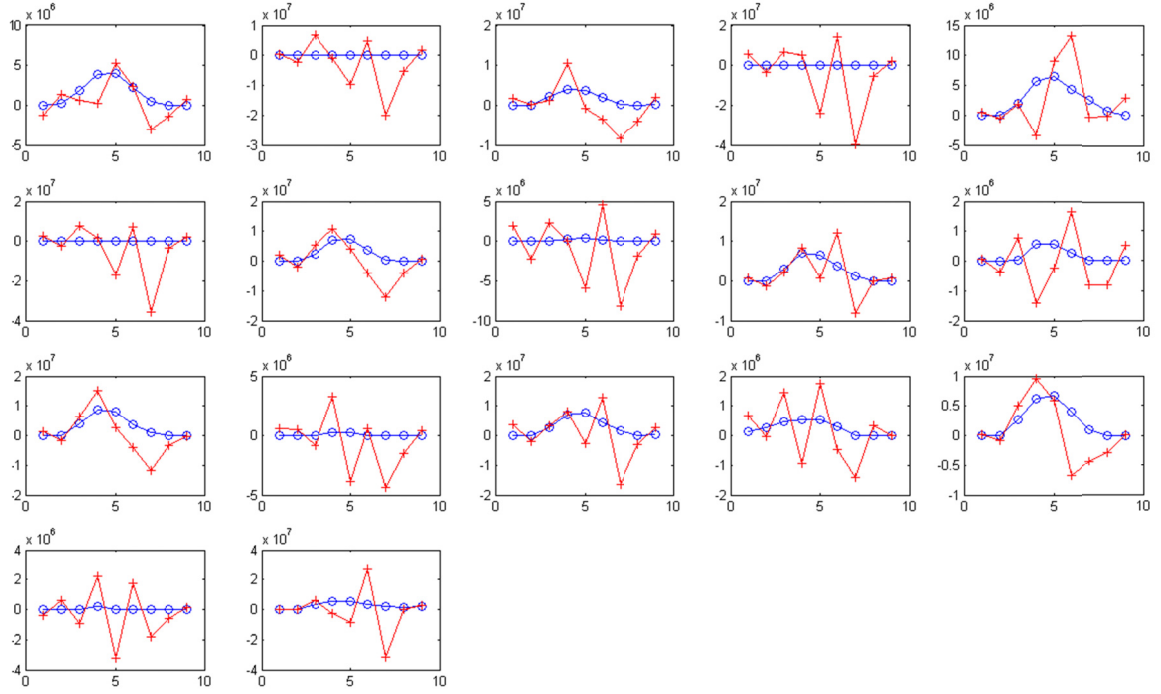 x 10^6 x 10^7 x 10^7 x 10^7 x 10^6
10 1 2 2 15
5 0 1 0 10
0 -1 0 -2 5
5 -2 -1 -4 0
-3 -5
0 5 10 0 5 10 0 5 10 0 5 10 0 5 10
x 10^7 x 10^7 x 10^6 x 10^7 x 10^6
2 2 5 2 2
0 1 0 1 1
-2 0 -5 0 0
-4 -1 -10 -1 -1
-2 -2
0 5 10 0 5 10 0 5 10 0 5 10 0 5 10
x 10^7 x 10^6 x 10^7 x 10^6 x 10^7
2 5 2 2 1
1 0 1 1 0.5
0 -5 0 0 0
-1 -1 -1 -0.5
-2 -2 -2 -1
0 5 10 0 5 10 0 5 10 0 5 10 0 5 10
x 10^6 x 10^7
4 4
2 2
0 0
-2 -2
-4 -4
0 5 10 0 5 10